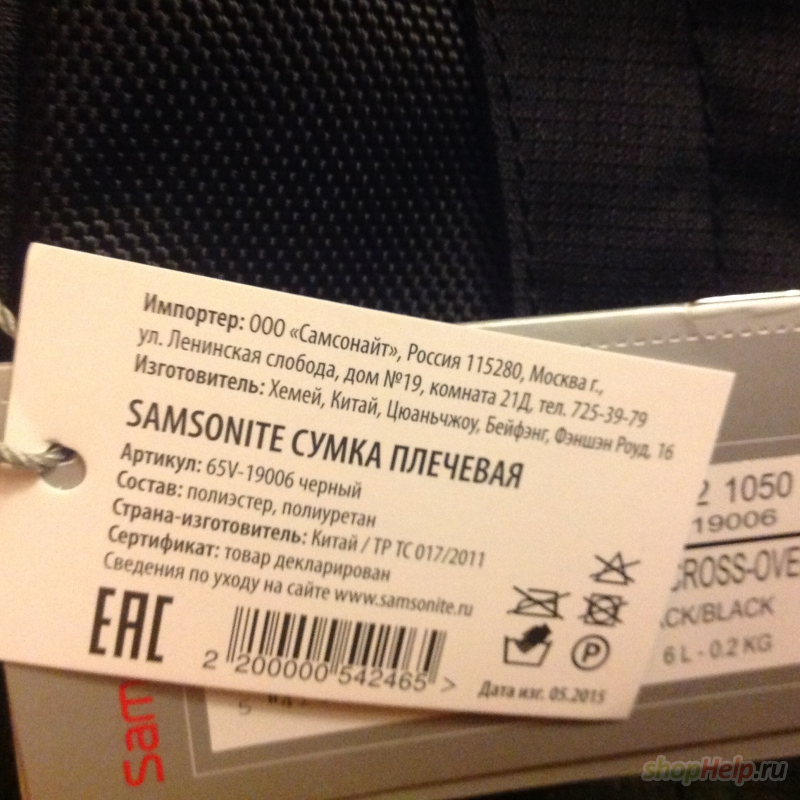 Импортер: ООО «Самсонайт», Россия 115280, Москва г.,
ул. Ленинская слобода, дом №19, комната 21Д, тел. 725-39-79
Изготовитель: Хемей, Китай, Цюаньчжоу, Бейфэнг, Фэншэн Роуд, 16
SAMSONITE СУМКА ПЛЕЧЕВАЯ
Артикул: 65V-19006 черный
Состав: полиэстер, полиуретан
Страна-изготовитель: Китай / ТР ТС 017/2011
Сертификат: товар декларирован
Сведения по уходу на сайте www.samsonite.ru
EAC
2 200000 542465 >
P
Дата изг. 05.2015
2 1050
19006
CROSS-OVE
ACK/BLACK
6 L - 0.2 KG
Sam
5
shopHelp.ru